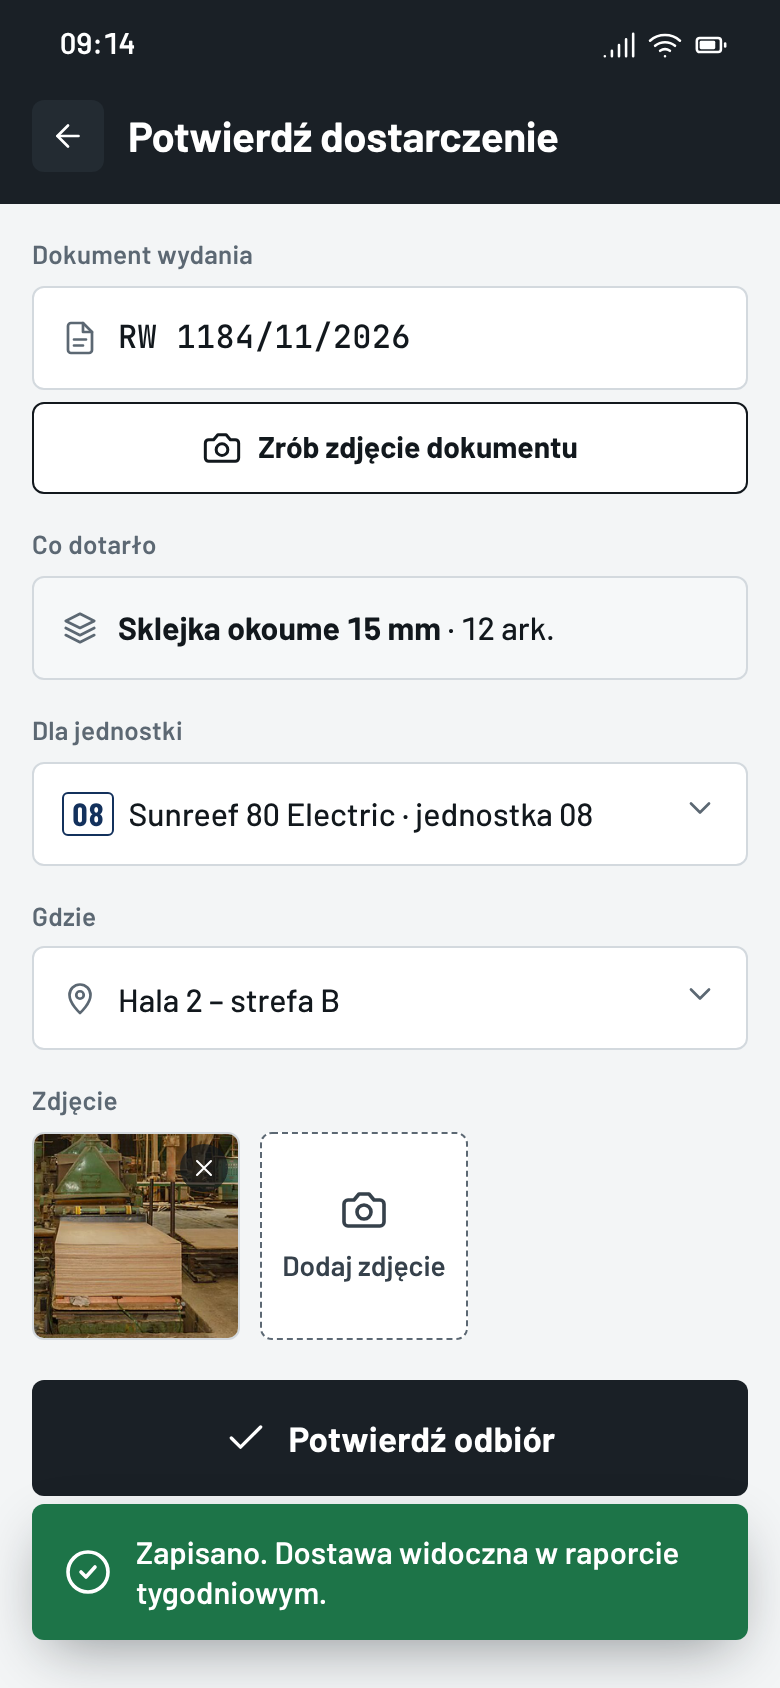 09:14
Potwierdź dostarczenie
Dokument wydania
RW 1184/11/2026
Zrób zdjęcie dokumentu
Co dotarło
Sklejka okoume 15 mm · 12 ark.
Dla jednostki
08 Sunreef 80 Electric · jednostka 08
Gdzie
Hala 2 – strefa B
Zdjęcie
Dodaj zdjęcie
Potwierdź odbiór
Zapisano. Dostawa widoczna w raporcie
tygodniowym.